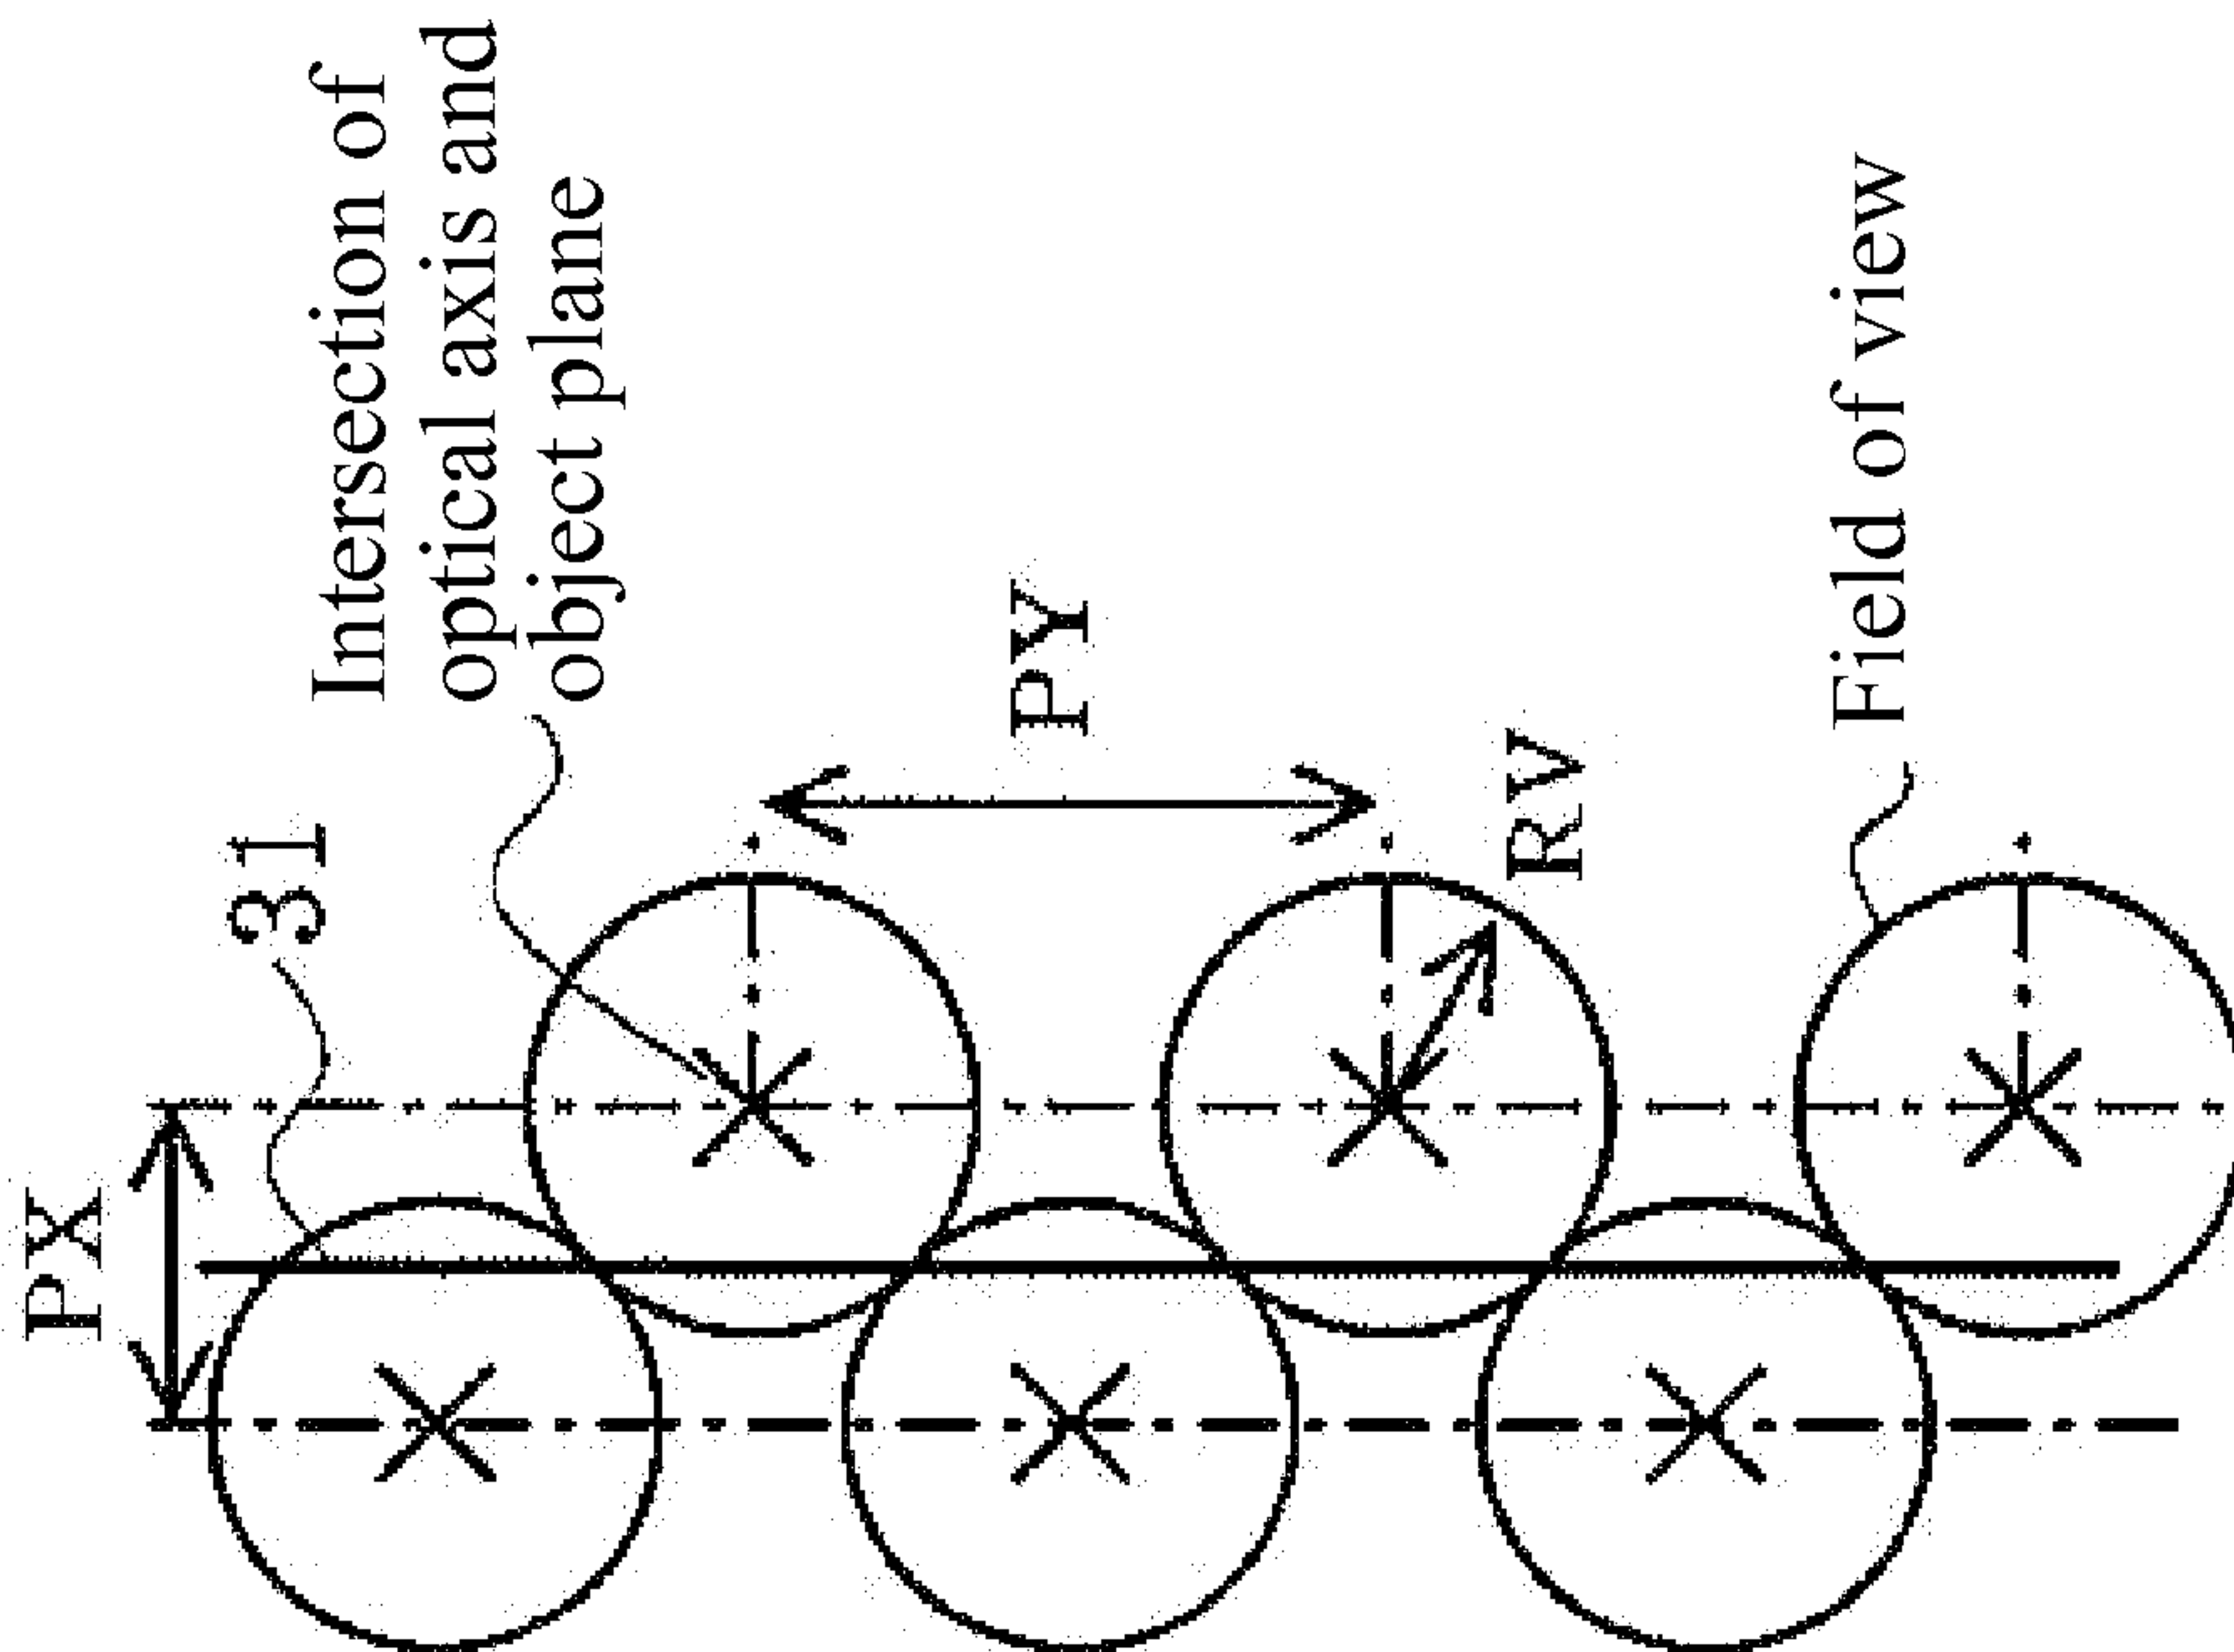 Intersection of
optical axis and
object plane
31
PX
PY
RV
Field of view